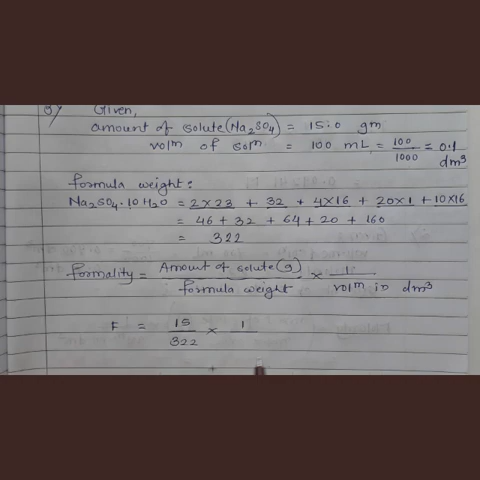 3) Given,
amount of solute (Na2SO4) = 15.0 gm
volm of soln = 100 mL = 100/1000 = 0.1 dm3
formula weight :
Na2SO4.10H2O = 2×23 + 32 + 4×16 + 20×1 + 10×16
= 46 + 32 + 64 + 20 + 160
= 322
formality = Amount of solute (g) / formula weight × 1 / volm in dm3
F = 15/322 × 1